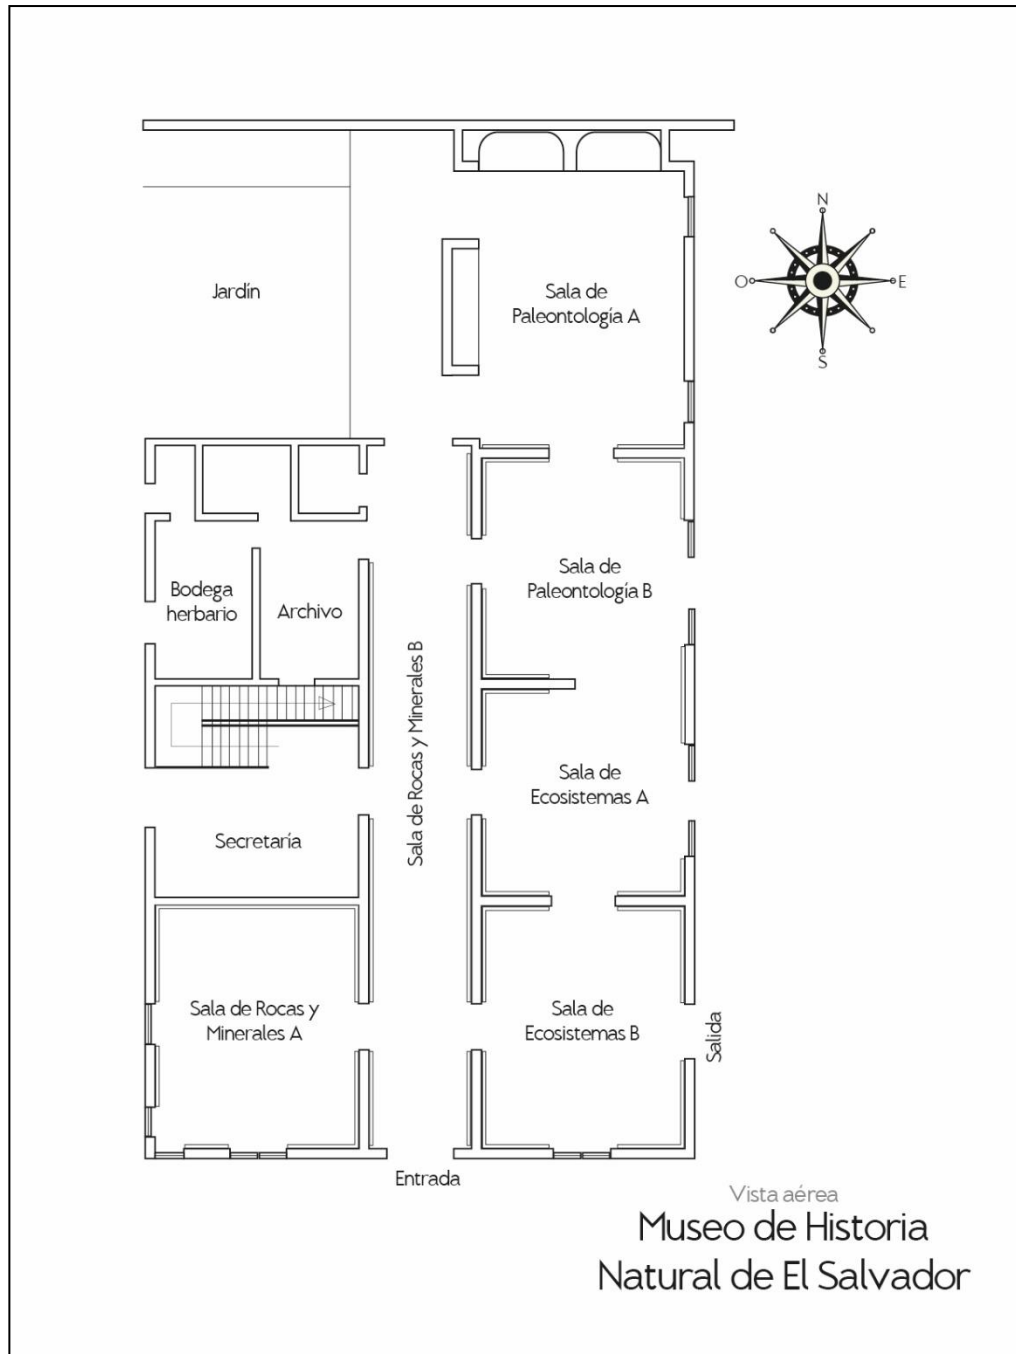 N
Jardín
Sala de
Paleontología A
O
E
S
Sala de
Paleontología B
Bodega
herbario
Archivo
Sala de Rocas y Minerales B
Sala de
Ecosistemas A
Secretaría
Sala de Rocas y
Minerales A
Sala de
Ecosistemas B
Salida
Entrada
Vista aérea
Museo de Historia
Natural de El Salvador